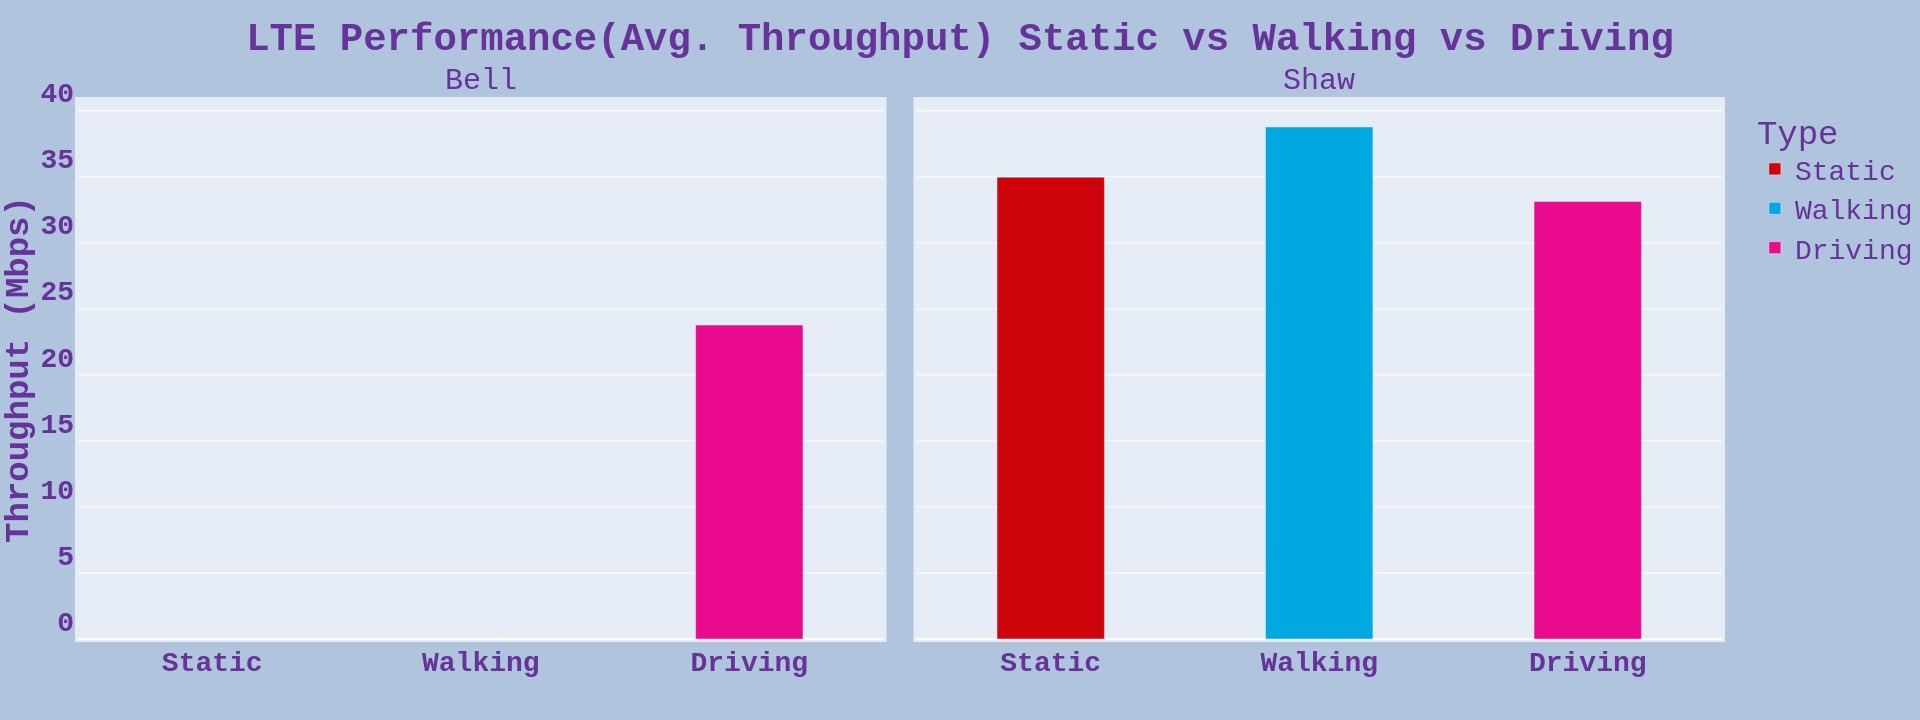 LTE Performance(Avg. Throughput) Static vs Walking vs Driving
Bell
Shaw
Throughput (Mbps)
40
35
30
25
20
15
10
5
0
Static Walking Driving
Static Walking Driving
Type
Static
Walking
Driving